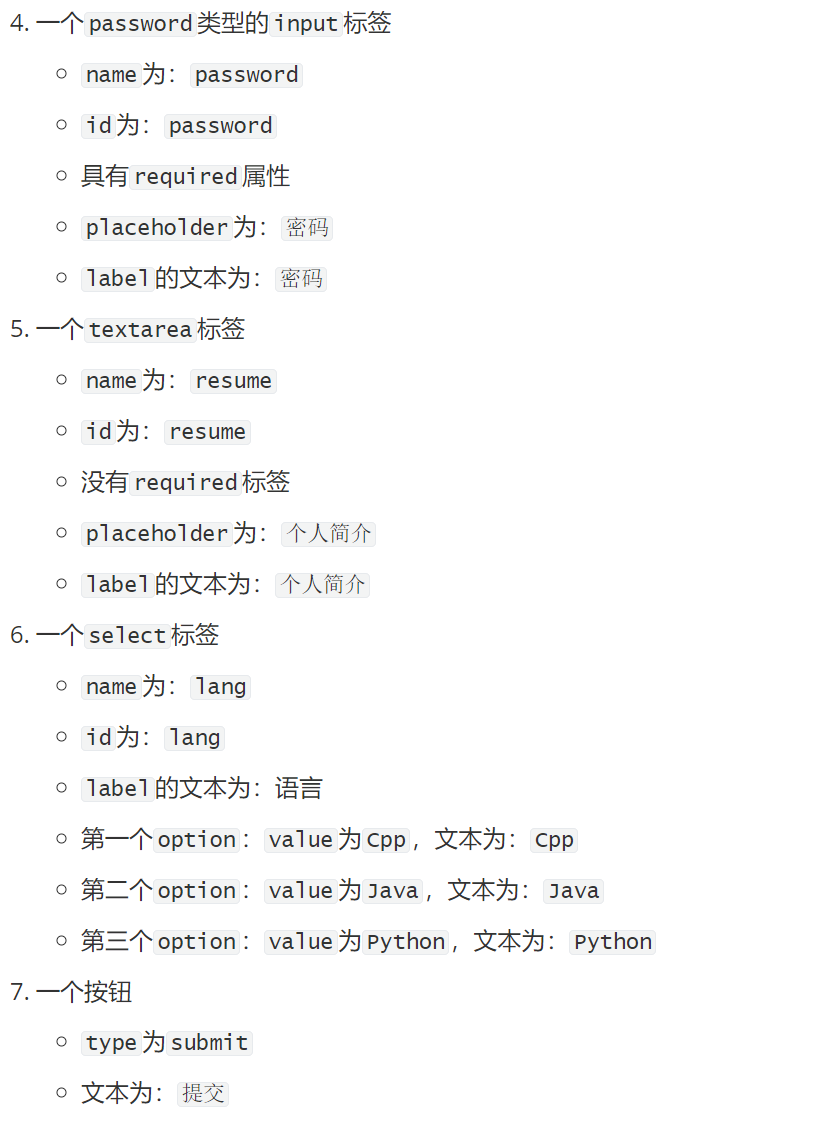 4. 一个password类型的input标签
name为：password
id为：password
具有required属性
placeholder为：密码
label的文本为：密码
5. 一个textarea标签
name为：resume
id为：resume
没有required标签
placeholder为：个人简介
label的文本为：个人简介
6. 一个select标签
name为：lang
id为：lang
label的文本为：语言
第一个option：value为Cpp，文本为：Cpp
第二个option：value为Java，文本为：Java
第三个option：value为Python，文本为：Python
7. 一个按钮
type为submit
文本为：提交